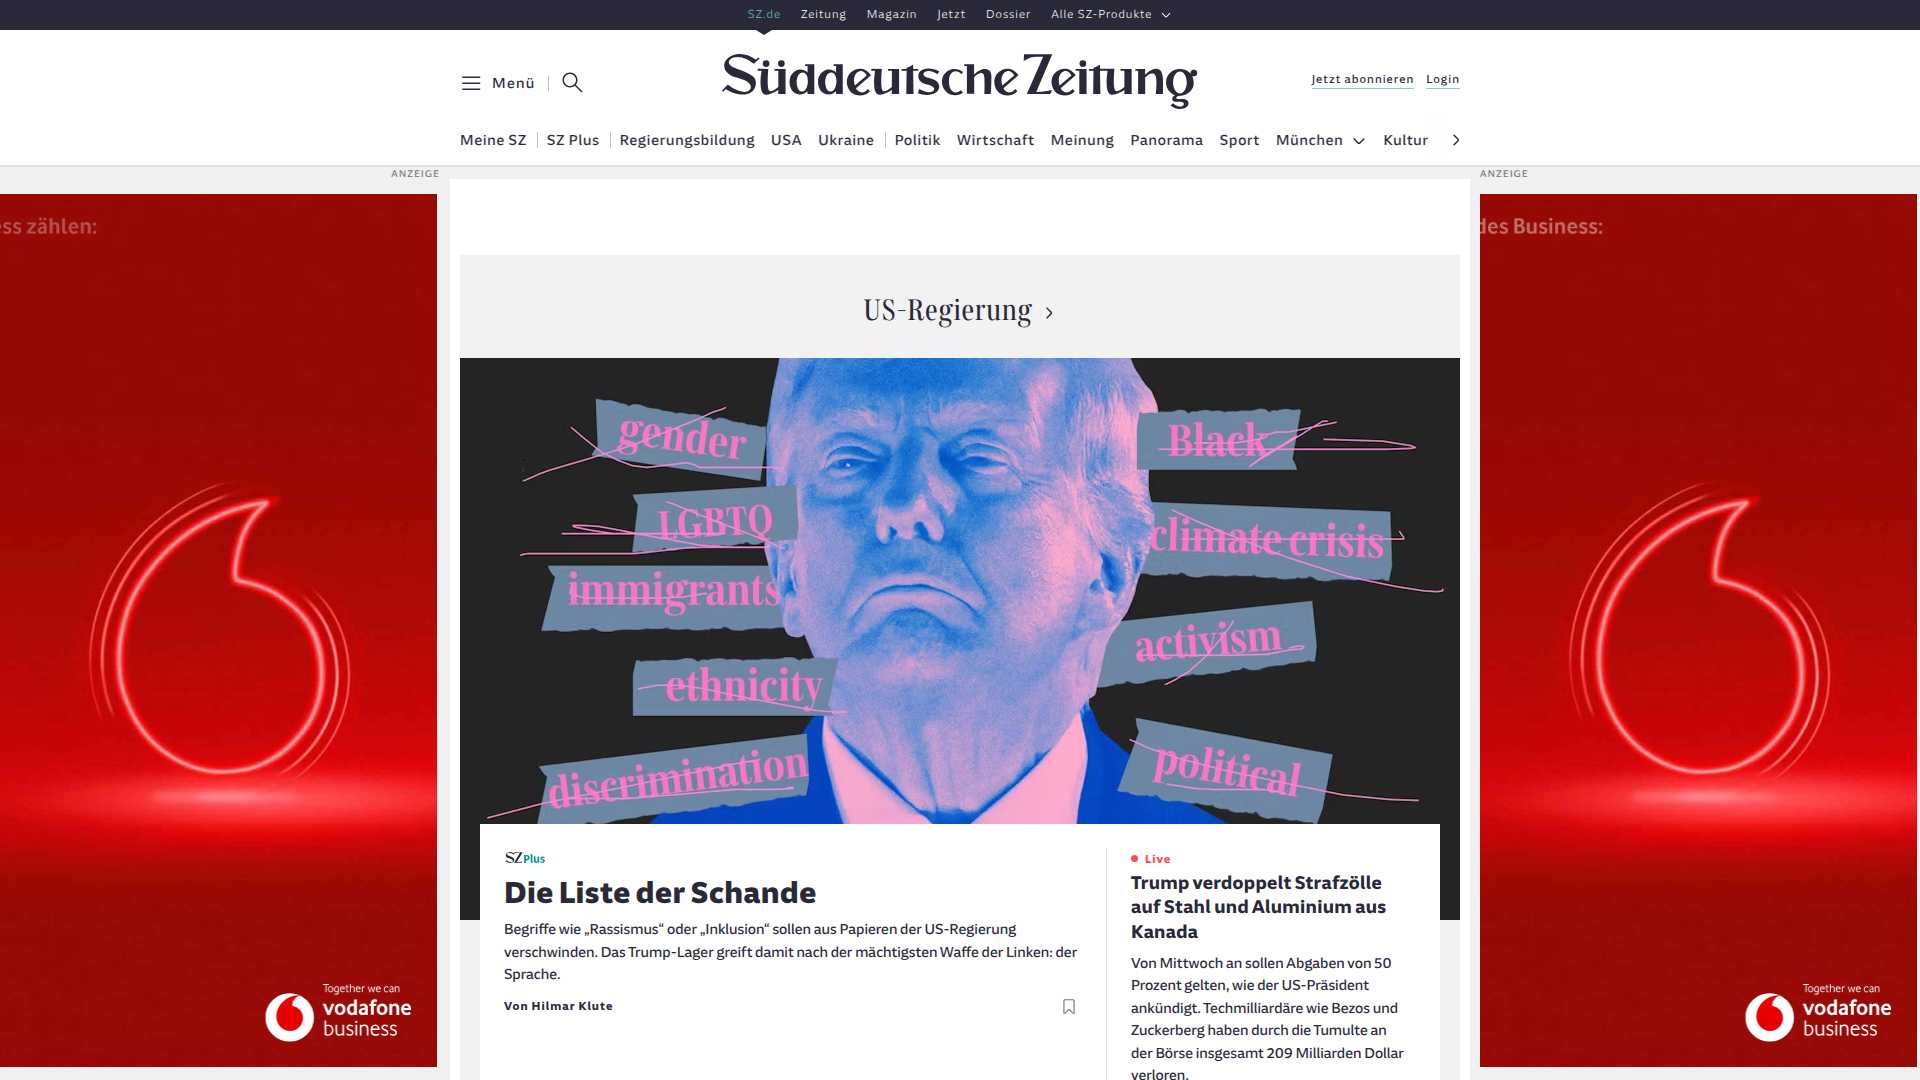 SZ.de Zeitung Magazin Jetzt Dossier Alle SZ-Produkte
Menü
Süddeutsche Zeitung
Jetzt abonnieren Login
Meine SZ SZ Plus Regierungsbildung USA Ukraine Politik Wirtschaft Meinung Panorama Sport München Kultur
ANZEIGE
ANZEIGE
ess zählen:
des Business:
US-Regierung
gender
Black
LGBTQ
climate crisis
immigrants
activism
ethnicity
political
discrimination
SZ Plus
Die Liste der Schande
Begriffe wie „Rassismus“ oder „Inklusion“ sollen aus Papieren der US-Regierung
verschwinden. Das Trump-Lager greift damit nach der mächtigsten Waffe der Linken: der
Sprache.
Von Hilmar Klute
Live
Trump verdoppelt Strafzölle
auf Stahl und Aluminium aus
Kanada
Von Mittwoch an sollen Abgaben von 50
Prozent gelten, wie der US-Präsident
ankündigt. Techmilliardäre wie Bezos und
Zuckerberg haben durch die Tumulte an
der Börse insgesamt 209 Milliarden Dollar
verloren.
Together we can
vodafone
business
Together we can
vodafone
business